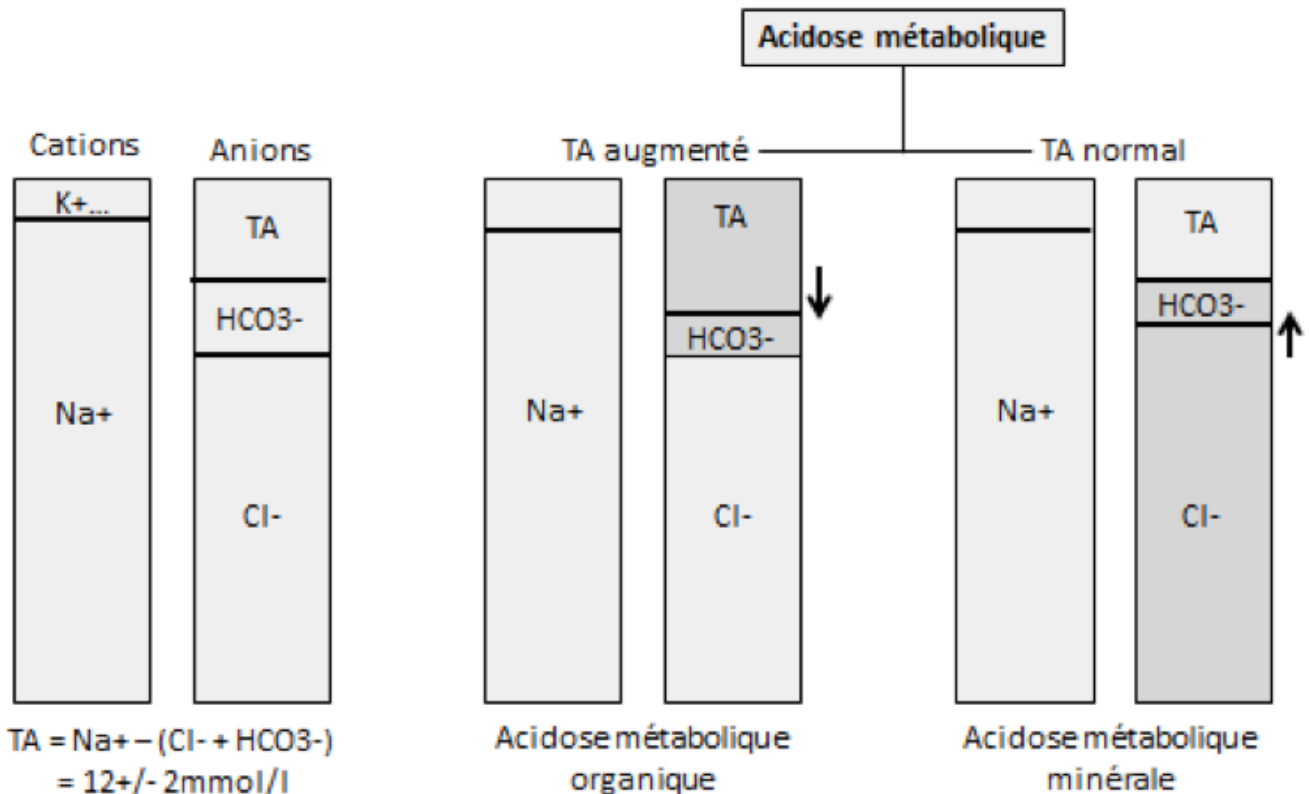 Acidose métabolique
Cations
Anions
TA augmenté
TA normal
K+...
TA
HCO3-
Na+
Cl-
TA
HCO3-
Na+
Cl-
TA
HCO3-
Na+
Cl-
TA = Na+ – (Cl- + HCO3-)
= 12+/- 2mmol/l
Acidose métabolique
organique
Acidose métabolique
minérale